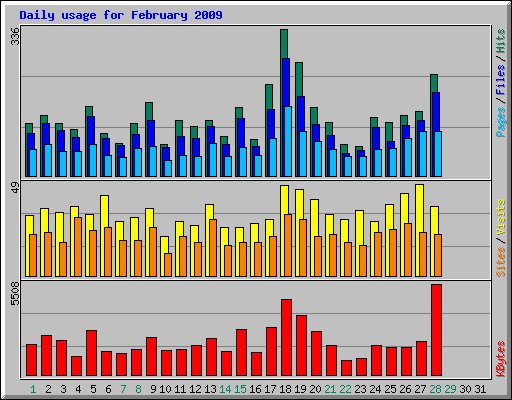 Daily usage for February 2009
336
Pages / Files / Hits
49
Sites / Visits
5508
KBytes
1 2 3 4 5 6 7 8 9 10 11 12 13 14 15 16 17 18 19 20 21 22 23 24 25 26 27 28 29 30 31